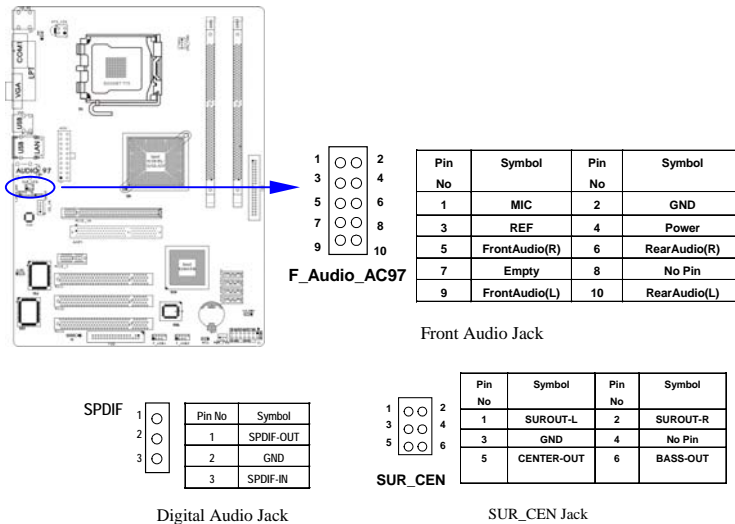 COM1
LPT
VGA
USB
USB
LAN
AUDIO_97
1 2
3 4
5 6
7 8
9 10
F_Audio_AC97
Pin No Symbol Pin No Symbol
1 MIC 2 GND
3 REF 4 Power
5 FrontAudio(R) 6 RearAudio(R)
7 Empty 8 No Pin
9 FrontAudio(L) 10 RearAudio(L)
Front Audio Jack
SPDIF
1
2
3
Pin No Symbol
1 SPDIF-OUT
2 GND
3 SPDIF-IN
Digital Audio Jack
1 2
3 4
5 6
SUR_CEN
Pin No Symbol Pin No Symbol
1 SUROUT-L 2 SUROUT-R
3 GND 4 No Pin
5 CENTER-OUT 6 BASS-OUT
SUR_CEN Jack